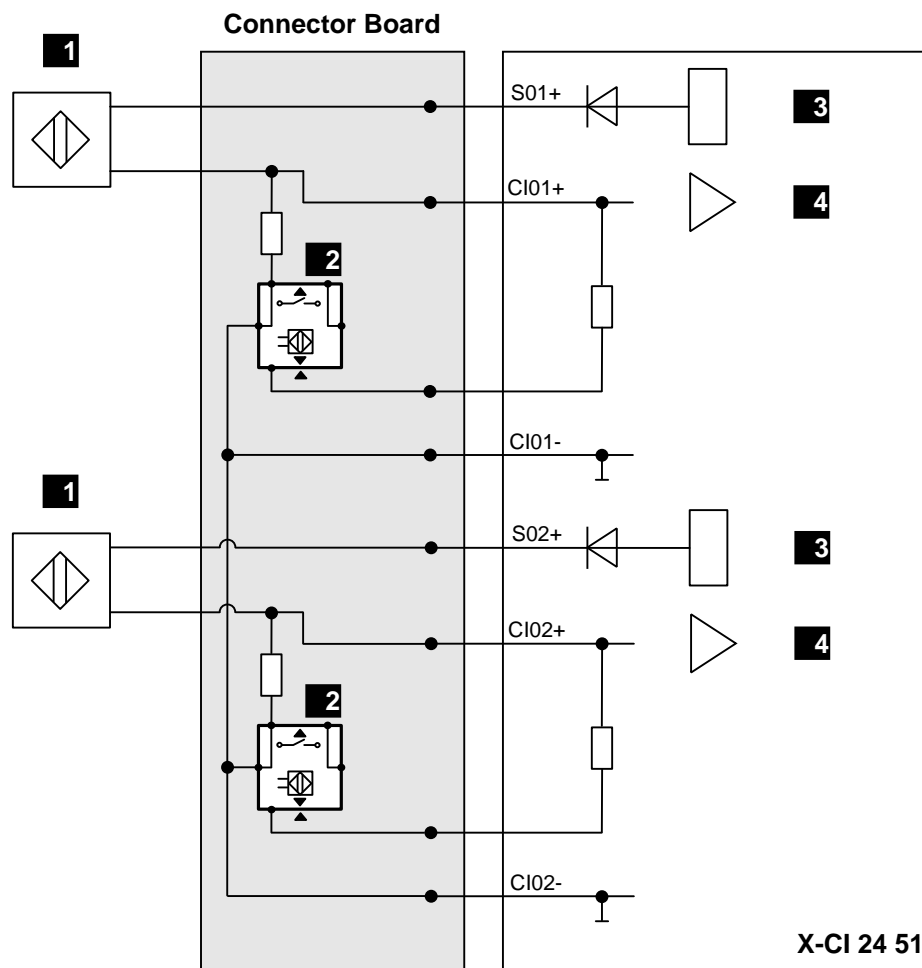 Connector Board
1
S01+
3
CI01+
4
2
CI01-
1
S02+
3
CI02+
4
2
CI02-
X-CI 24 51